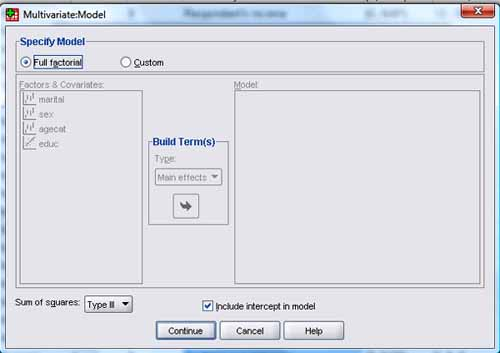 Multivariate:Model
Specify Model
Full factorial
Custom
Factors & Covariates:
Model:
marital
sex
agecat
educ
Build Term(s)
Type:
Main effects
Sum of squares: Type III
Include intercept in model
Continue Cancel Help